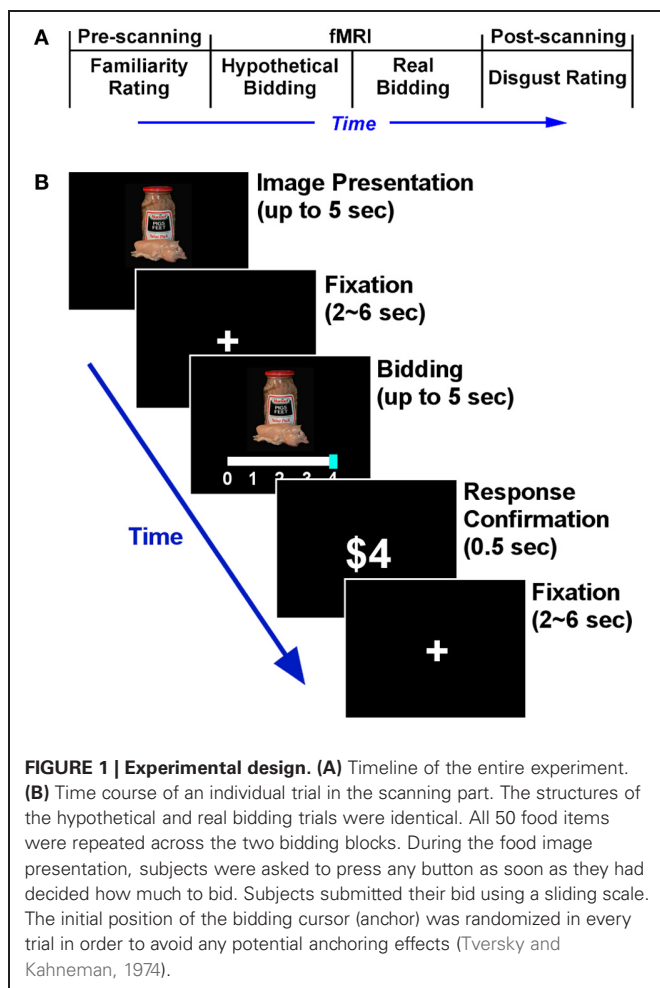 A
Pre-scanning fMRI Post-scanning
Familiarity Rating
Hypothetical Bidding
Real Bidding
Disgust Rating
Time
B
Image Presentation
(up to 5 sec)
PIGS
FEET
Fixation
(2~6 sec)
Bidding
(up to 5 sec)
PIGS
FEET
0 1 2 3 4
Response
Confirmation
(0.5 sec)
$4
Time
Fixation
(2~6 sec)
FIGURE 1 | Experimental design. (A) Timeline of the entire experiment.
(B) Time course of an individual trial in the scanning part. The structures of
the hypothetical and real bidding trials were identical. All 50 food items
were repeated across the two bidding blocks. During the food image
presentation, subjects were asked to press any button as soon as they had
decided how much to bid. Subjects submitted their bid using a sliding scale.
The initial position of the bidding cursor (anchor) was randomized in every
trial in order to avoid any potential anchoring effects (Tversky and
Kahneman, 1974).